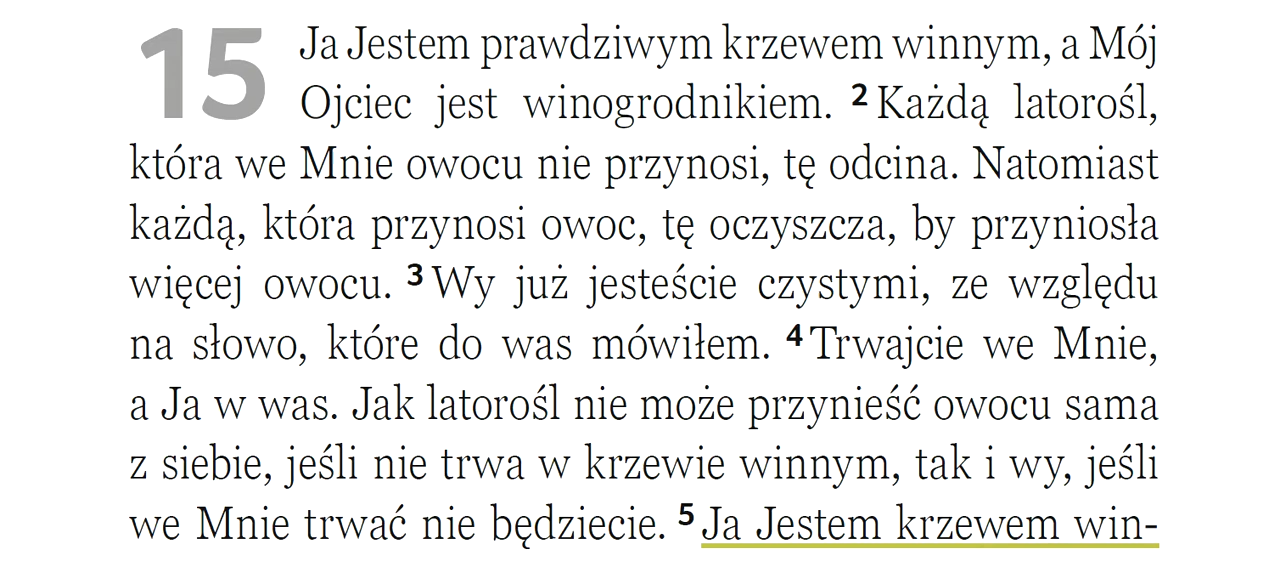 15 Ja Jestem prawdziwym krzewem winnym, a Mój
Ojciec jest winogrodnikiem. 2 Każdą latorośl,
która we Mnie owocu nie przynosi, tę odcina. Natomiast
każdą, która przynosi owoc, tę oczyszcza, by przyniosła
więcej owocu. 3 Wy już jesteście czystymi, ze względu
na słowo, które do was mówiłem. 4 Trwajcie we Mnie,
a Ja w was. Jak latorośl nie może przynieść owocu sama
z siebie, jeśli nie trwa w krzewie winnym, tak i wy, jeśli
we Mnie trwać nie będziecie. 5 Ja Jestem krzewem win-